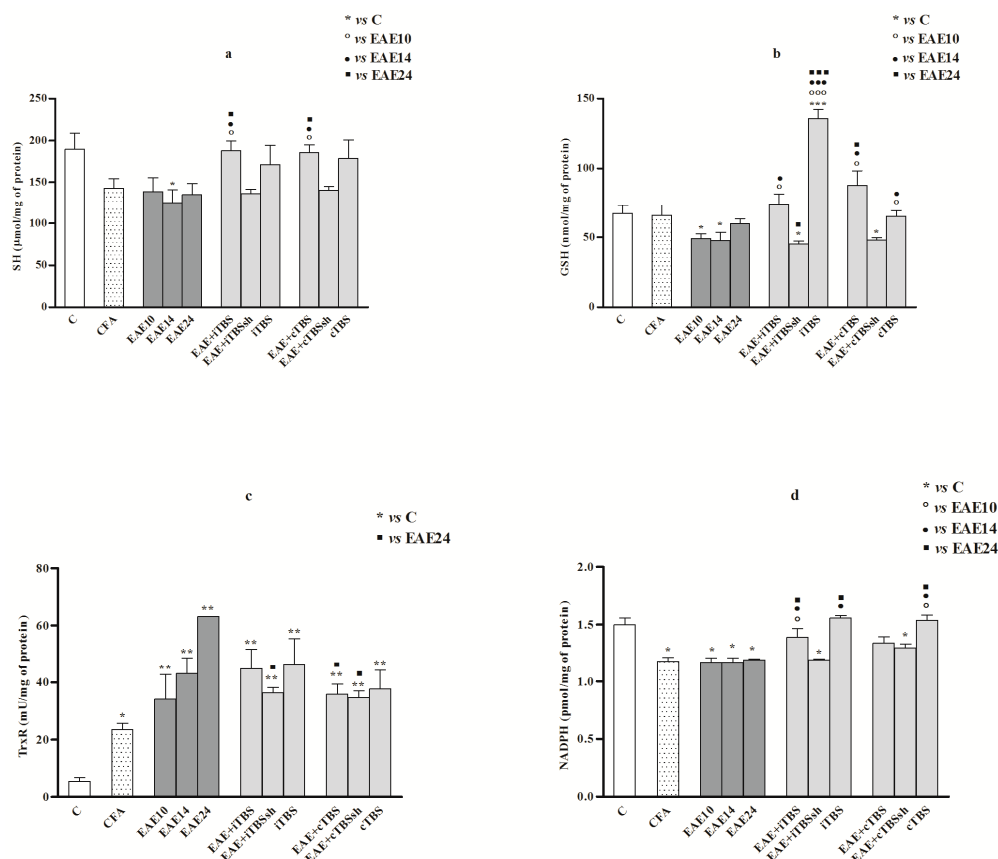 * vs C
○ vs EAE10
● vs EAE14
■ vs EAE24
a
SH (µmol/mg of protein)
250
200
150
100
50
0
*
■
●
○
■
●
○
C
CFA
EAE10
EAE14
EAE24
EAE+iTBS
EAE+iTBSsh
iTBS
EAE+cTBS
EAE+cTBSsh
cTBS
* vs C
○ vs EAE10
● vs EAE14
■ vs EAE24
b
GSH (nmol/mg of protein)
150
100
50
0
*
*
●
○
■
*
■■■
●●●
○○○
***
■
●
○
*
●
○
C
CFA
EAE10
EAE14
EAE24
EAE+iTBS
EAE+iTBSsh
iTBS
EAE+cTBS
EAE+cTBSsh
cTBS
c
* vs C
■ vs EAE24
TrxR (mU/mg of protein)
80
60
40
20
0
*
**
**
**
**
■
**
**
■
**
■
**
**
C
CFA
EAE10
EAE14
EAE24
EAE+iTBS
EAE+iTBSsh
iTBS
EAE+cTBS
EAE+cTBSsh
cTBS
d
* vs C
○ vs EAE10
● vs EAE14
■ vs EAE24
NADPH (pmol/mg of protein)
2.0
1.5
1.0
0.5
0.0
*
*
*
*
■
●
○
*
■
●
*
■
●
○
C
CFA
EAE10
EAE14
EAE24
EAE+iTBS
EAE+iTBSsh
iTBS
EAE+cTBS
EAE+cTBSsh
cTBS